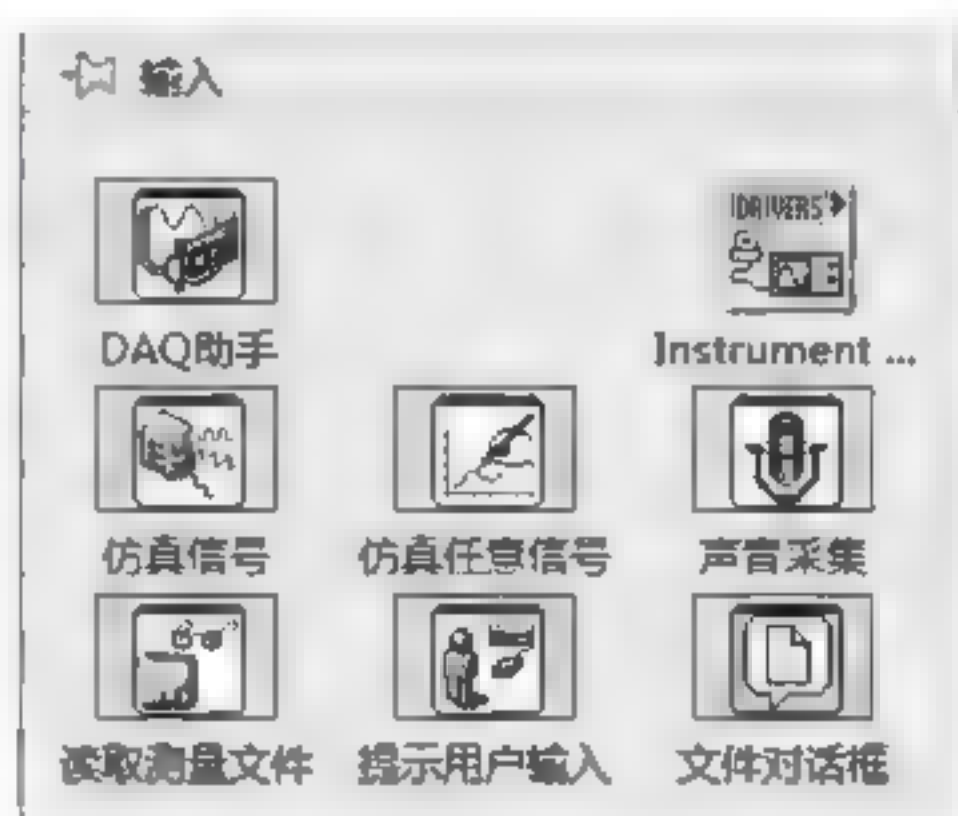 输入
IDRIVERS
DAQ助手
Instrument ...
仿真信号
仿真任意信号
声音采集
读取测量文件
提示用户输入
文件对话框